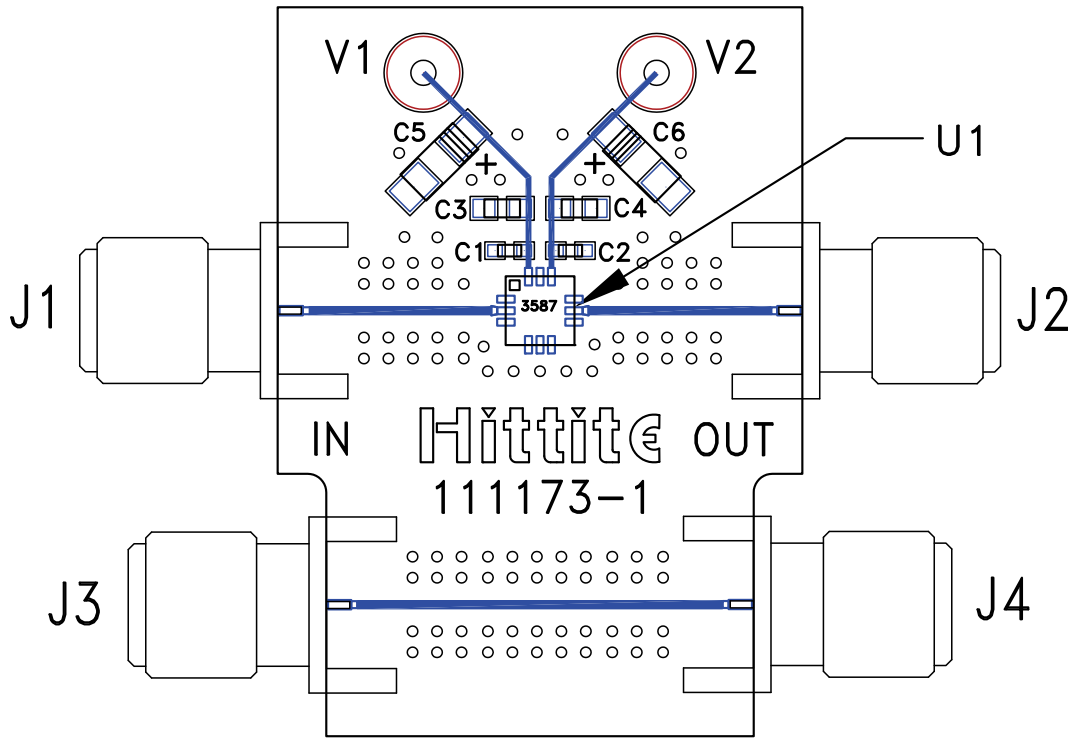 V1
V2
C5
C6
U1
+
+
C3
C4
C1
C2
3587
J1
J2
IN
Hittite
OUT
111173-1
J3
J4